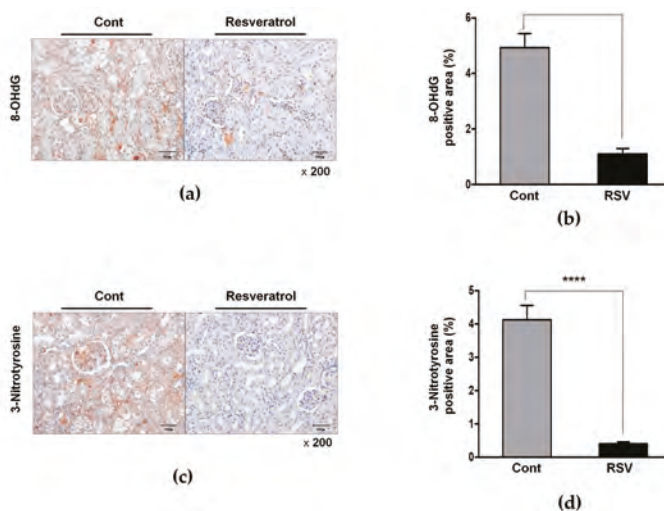 Cont Resveratrol
8-OHdG
x 200
(a)
8-OHdG
positive area (%)
6
4
2
0
Cont RSV
(b)
Cont Resveratrol
3-Nitrotyrosine
x 200
(c)
****
3-Nitrotyrosine
positive area (%)
5
4
3
2
1
0
Cont RSV
(d)